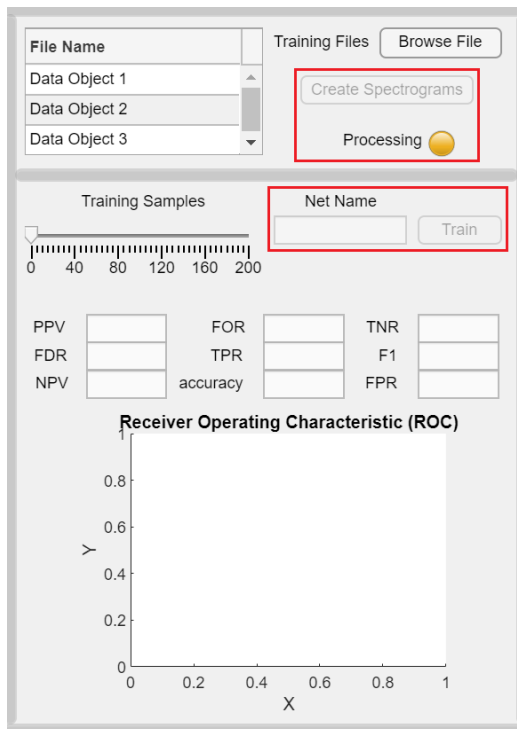 File Name
Training Files
Browse File
Data Object 1
Data Object 2
Data Object 3
Create Spectrograms
Processing
Training Samples
Net Name
Train
0 40 80 120 160 200
PPV FOR TNR
FDR TPR F1
NPV accuracy FPR
Receiver Operating Characteristic (ROC)
1
0.8
0.6
Y
0.4
0.2
0
0 0.2 0.4 0.6 0.8 1
X